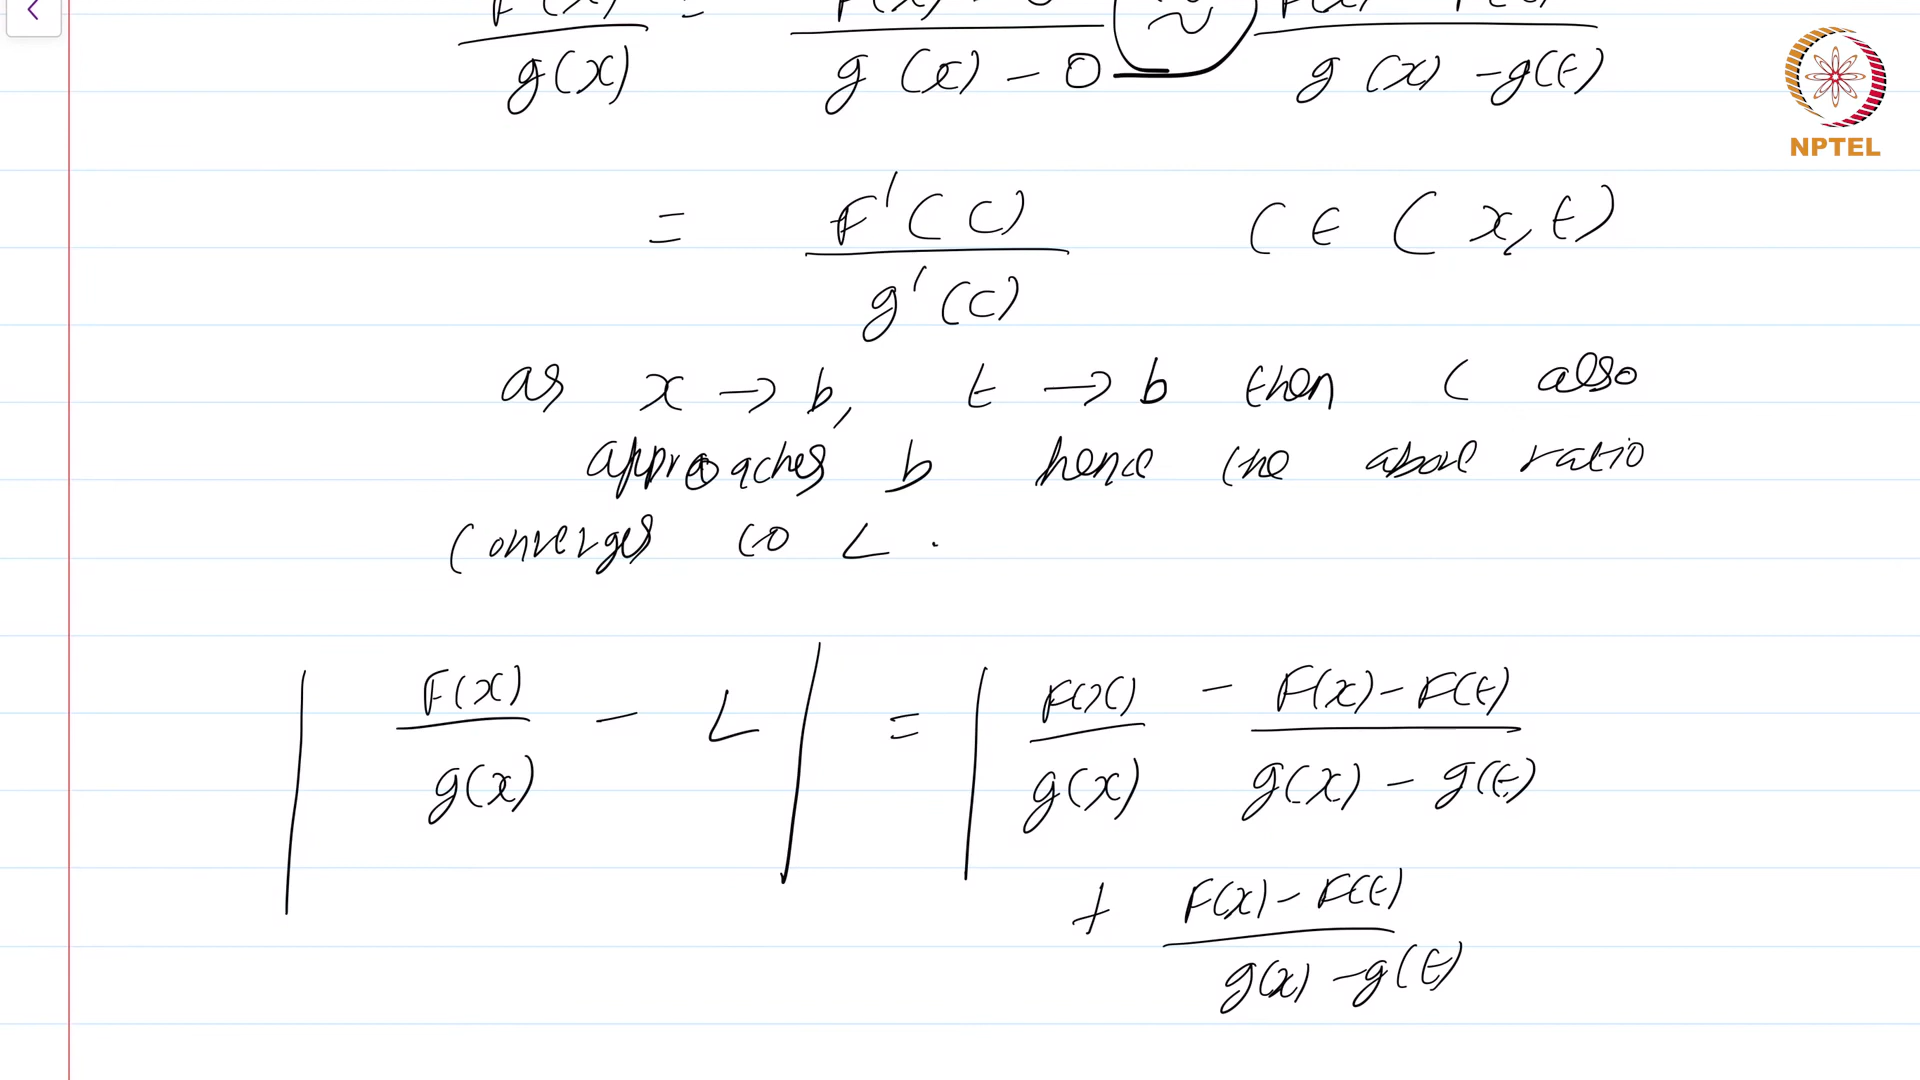 F(x)/g(x) = F(x) - 0/g(x) - 0 ≈ F(x) - F(t)/g(x) - g(t)
NPTEL
= F'(c)/g'(c) c ∈ (x, t)
as x → b, t → b then c also
approaches b hence the above ratio
converges to L.
| F(x)/g(x) - L | = | F(x)/g(x) - F(x) - F(t)/g(x) - g(t)
+ F(x) - F(t)/g(x) - g(t)